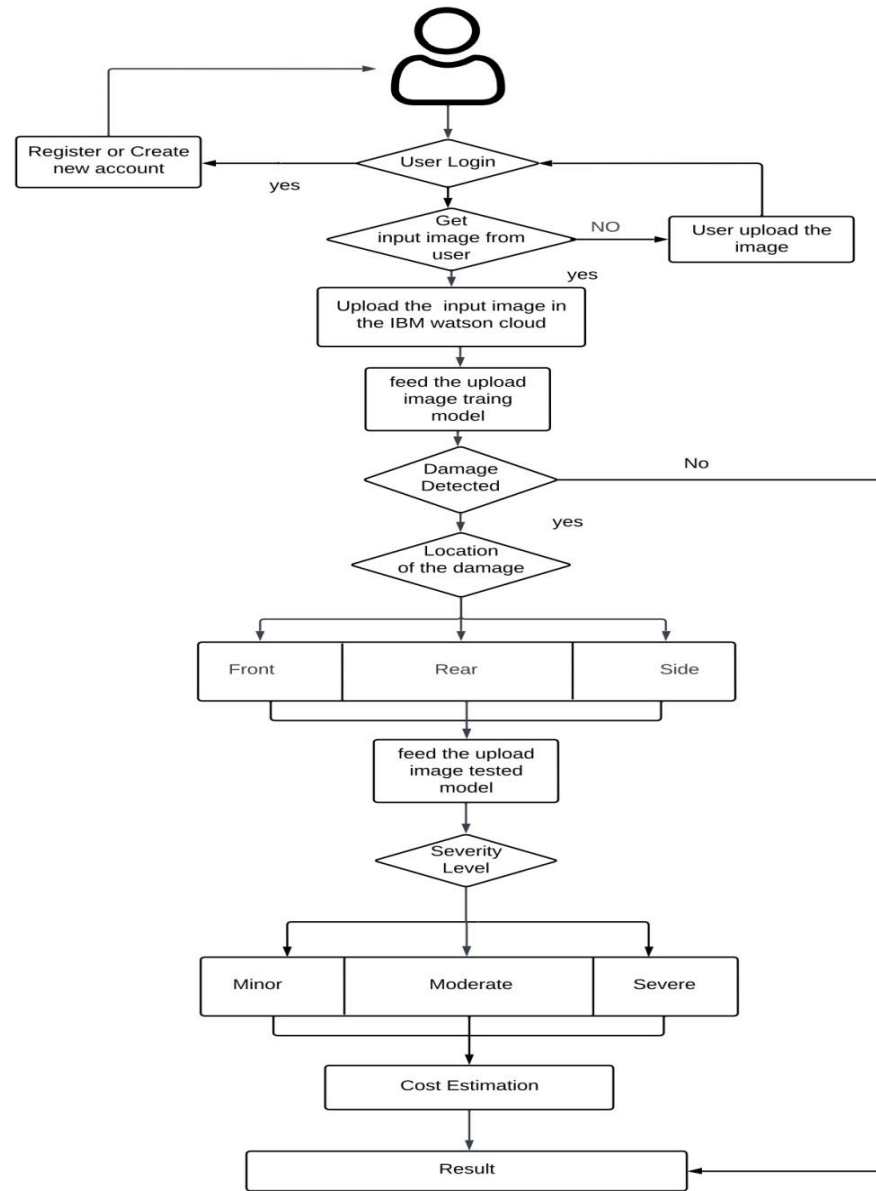 User Login
Register or Create
new account
yes
Get
input image from
user
NO
User upload the
image
yes
Upload the input image in
the IBM watson cloud
feed the upload
image traing
model
Damage
Detected
No
yes
Location
of the damage
Front
Rear
Side
feed the upload
image tested
model
Severity
Level
Minor
Moderate
Severe
Cost Estimation
Result